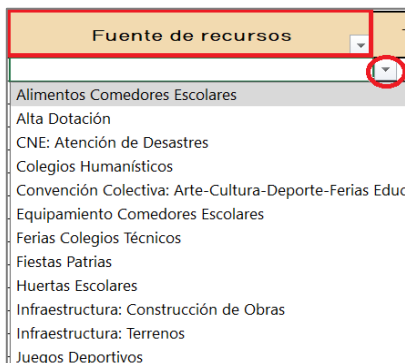 Fuente de recursos
Alimentos Comedores Escolares
Alta Dotación
CNE: Atención de Desastres
Colegios Humanísticos
Convención Colectiva: Arte-Cultura-Deporte-Ferias Educ
Equipamiento Comedores Escolares
Ferias Colegios Técnicos
Fiestas Patrias
Huertas Escolares
Infraestructura: Construcción de Obras
Infraestructura: Terrenos
Juegos Deportivos